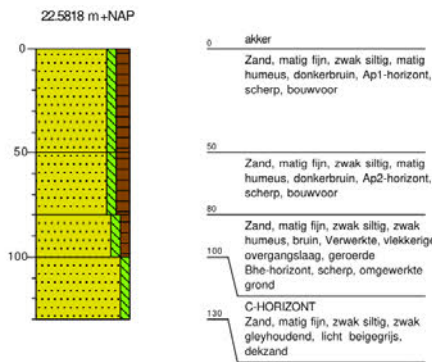 22.5818 m+NAP
0
50
100
0
akker
Zand, matig fijn, zwak siltig, matig
humeus, donkerbruin, Ap1-horizont,
scherp, bouwvoor
50
Zand, matig fijn, zwak siltig, matig
humeus, donkerbruin, Ap2-horizont,
scherp, bouwvoor
80
Zand, matig fijn, zwak siltig, zwak
humeus, bruin, Verwerkte, vlekkerige
overgangslaag, geroerde
100
Bhe-horizont, scherp, omgewerkte
grond
C-HORIZONT
130
Zand, matig fijn, zwak siltig, zwak
gleyhoudend, licht beigegrijs,
dekzand